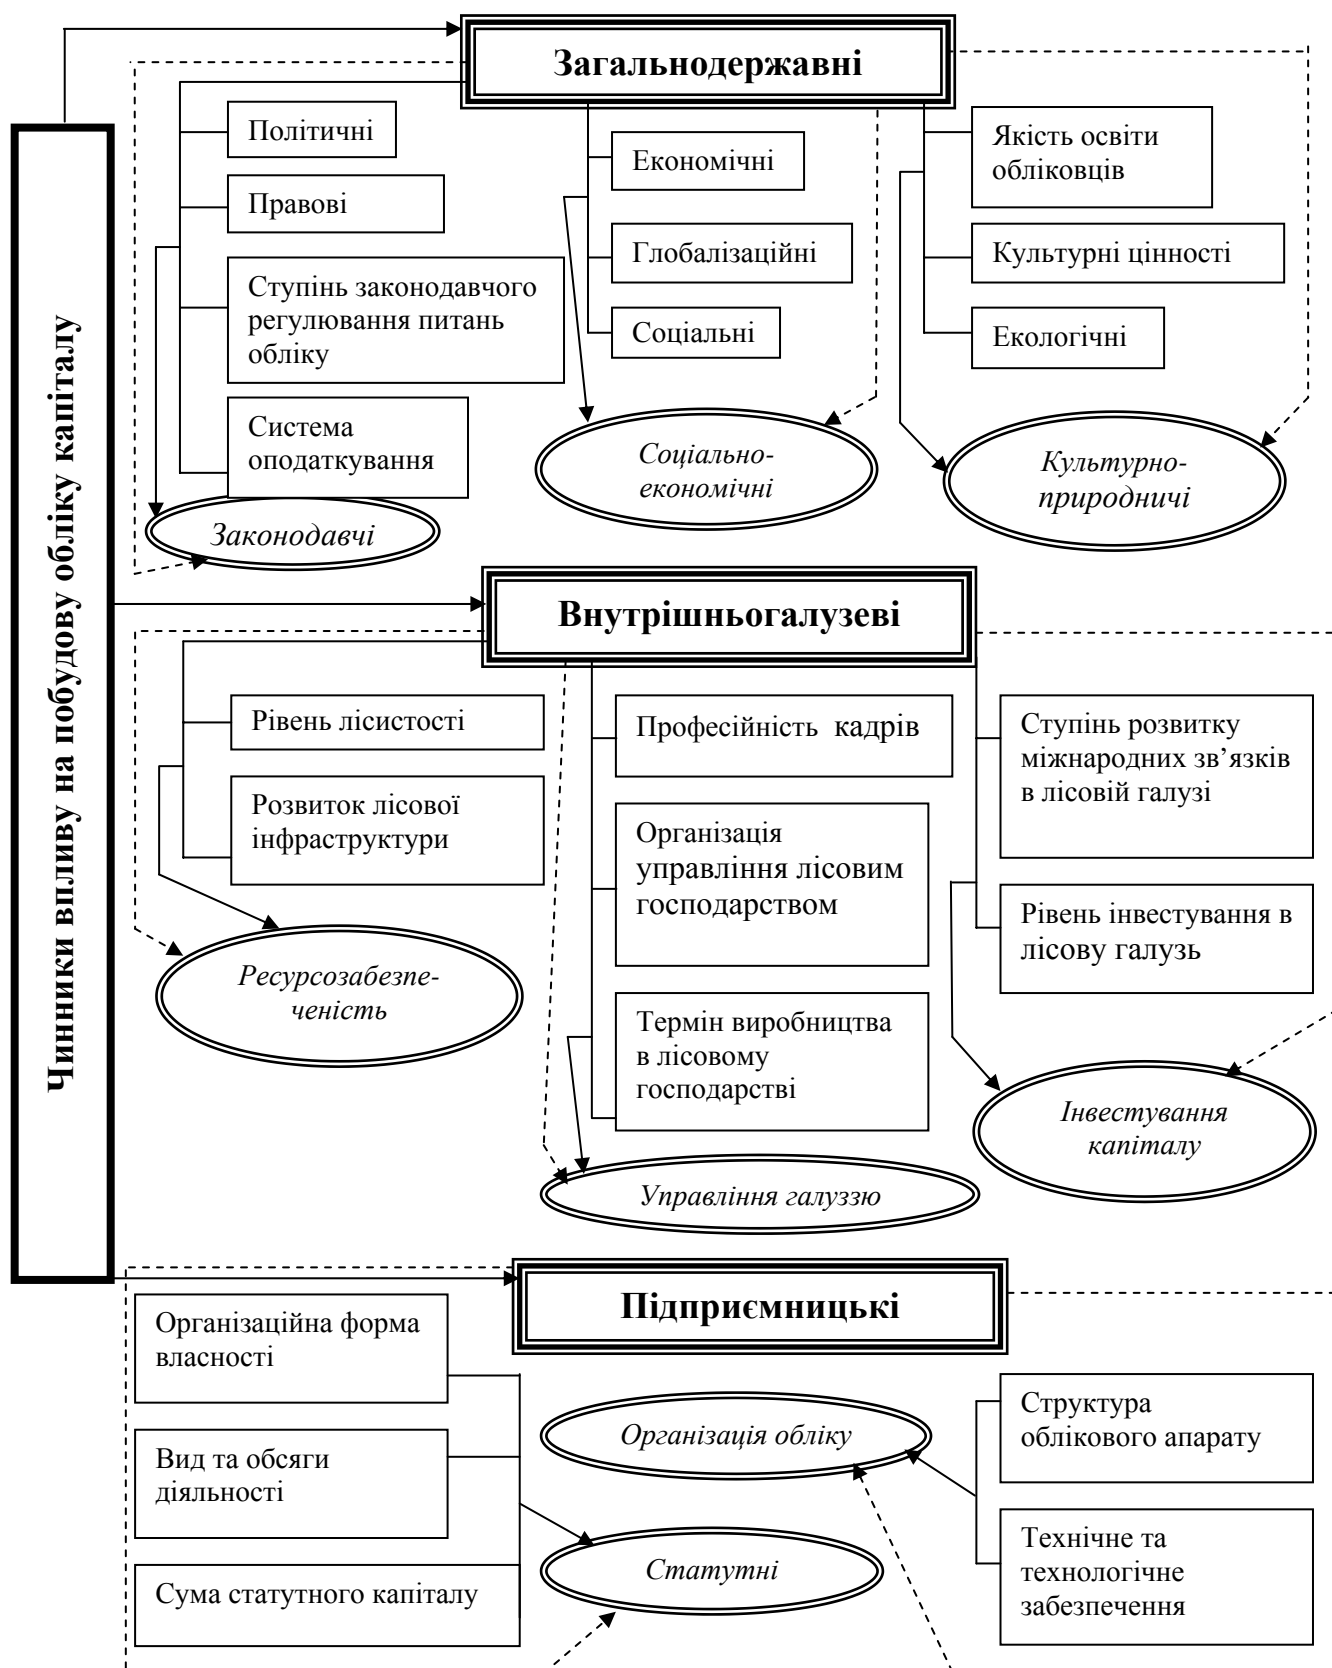 Чинники впливу на побудову обліку капіталу
Загальнодержавні
Політичні
Правові
Ступінь законодавчого
регулювання питань
обліку
Система
оподаткування
Законодавчі
Економічні
Глобалізаційні
Соціальні
Соціально-
економічні
Якість освіти
обліковців
Культурні цінності
Екологічні
Культурно-
природничі
Внутрішньогалузеві
Рівень лісистості
Розвиток лісової
інфраструктури
Ресурсозабезпе-
ченість
Професійність кадрів
Організація
управління лісовим
господарством
Термін виробництва
в лісовому
господарстві
Управління галуззю
Ступінь розвитку
міжнародних зв’язків
в лісовій галузі
Рівень інвестування в
лісову галузь
Інвестування
капіталу
Підприємницькі
Організаційна форма
власності
Вид та обсяги
діяльності
Сума статутного капіталу
Організація обліку
Статутні
Структура
облікового апарату
Технічне та
технологічне
забезпечення